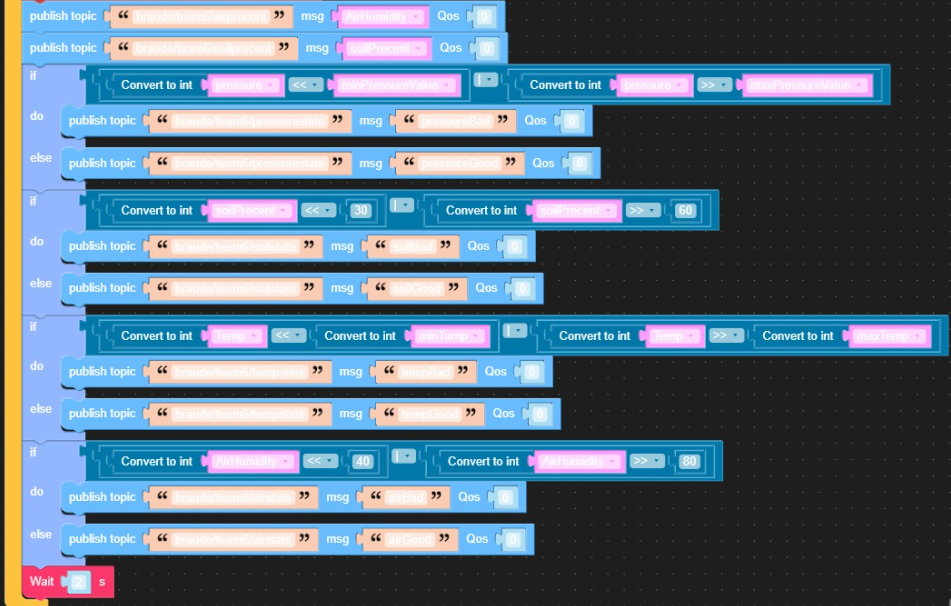 publish topic “ braude/team6/airprecent ” msg AirHumidity Qos 0
publish topic “ braude/team6/soilprecent ” msg soilPrecent Qos 0
if Convert to int pressure << minPressureValue | Convert to int pressure >> maxPressureValue
do publish topic “ braude/team6/pressurestate ” msg “ pressureBad ” Qos 0
else publish topic “ braude/team6/pressurestate ” msg “ pressureGood ” Qos 0
if Convert to int soilPrecent << 30 | Convert to int soilPrecent >> 60
do publish topic “ braude/team6/soilstate ” msg “ soilBad ” Qos 0
else publish topic “ braude/team6/soilstate ” msg “ soilGood ” Qos 0
if Convert to int Temp << Convert to int minTemp | Convert to int Temp >> Convert to int maxTemp
do publish topic “ braude/team6/tempstate ” msg “ tempBad ” Qos 0
else publish topic “ braude/team6/tempstate ” msg “ tempGood ” Qos 0
if Convert to int AirHumidity << 40 | Convert to int AirHumidity >> 80
do publish topic “ braude/team6/airstate ” msg “ airBad ” Qos 0
else publish topic “ braude/team6/airstate ” msg “ airGood ” Qos 0
Wait 2 s